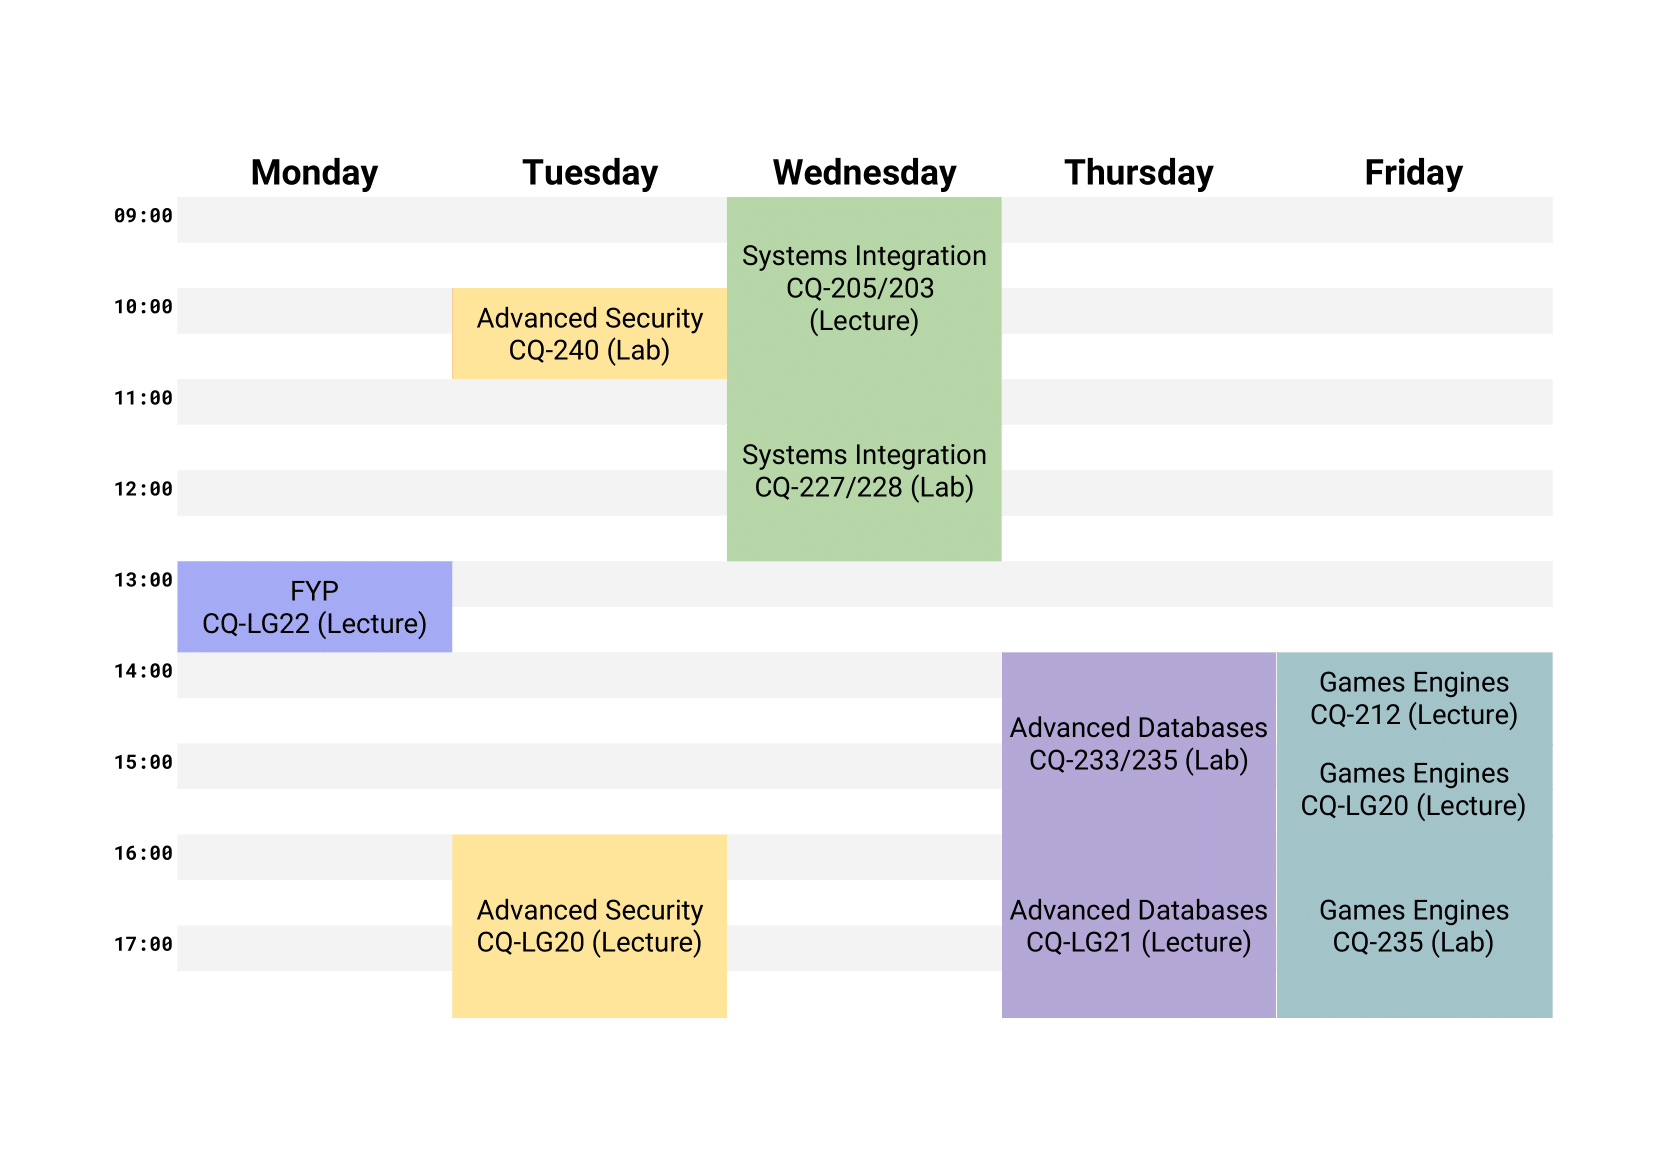 Monday
Tuesday
Wednesday
Thursday
Friday
09:00
Systems Integration
CQ-205/203
(Lecture)
10:00
Advanced Security
CQ-240 (Lab)
11:00
Systems Integration
CQ-227/228 (Lab)
12:00
13:00
FYP
CQ-LG22 (Lecture)
14:00
Advanced Databases
CQ-233/235 (Lab)
Games Engines
CQ-212 (Lecture)
15:00
Games Engines
CQ-LG20 (Lecture)
16:00
Advanced Security
CQ-LG20 (Lecture)
Advanced Databases
CQ-LG21 (Lecture)
Games Engines
CQ-235 (Lab)
17:00